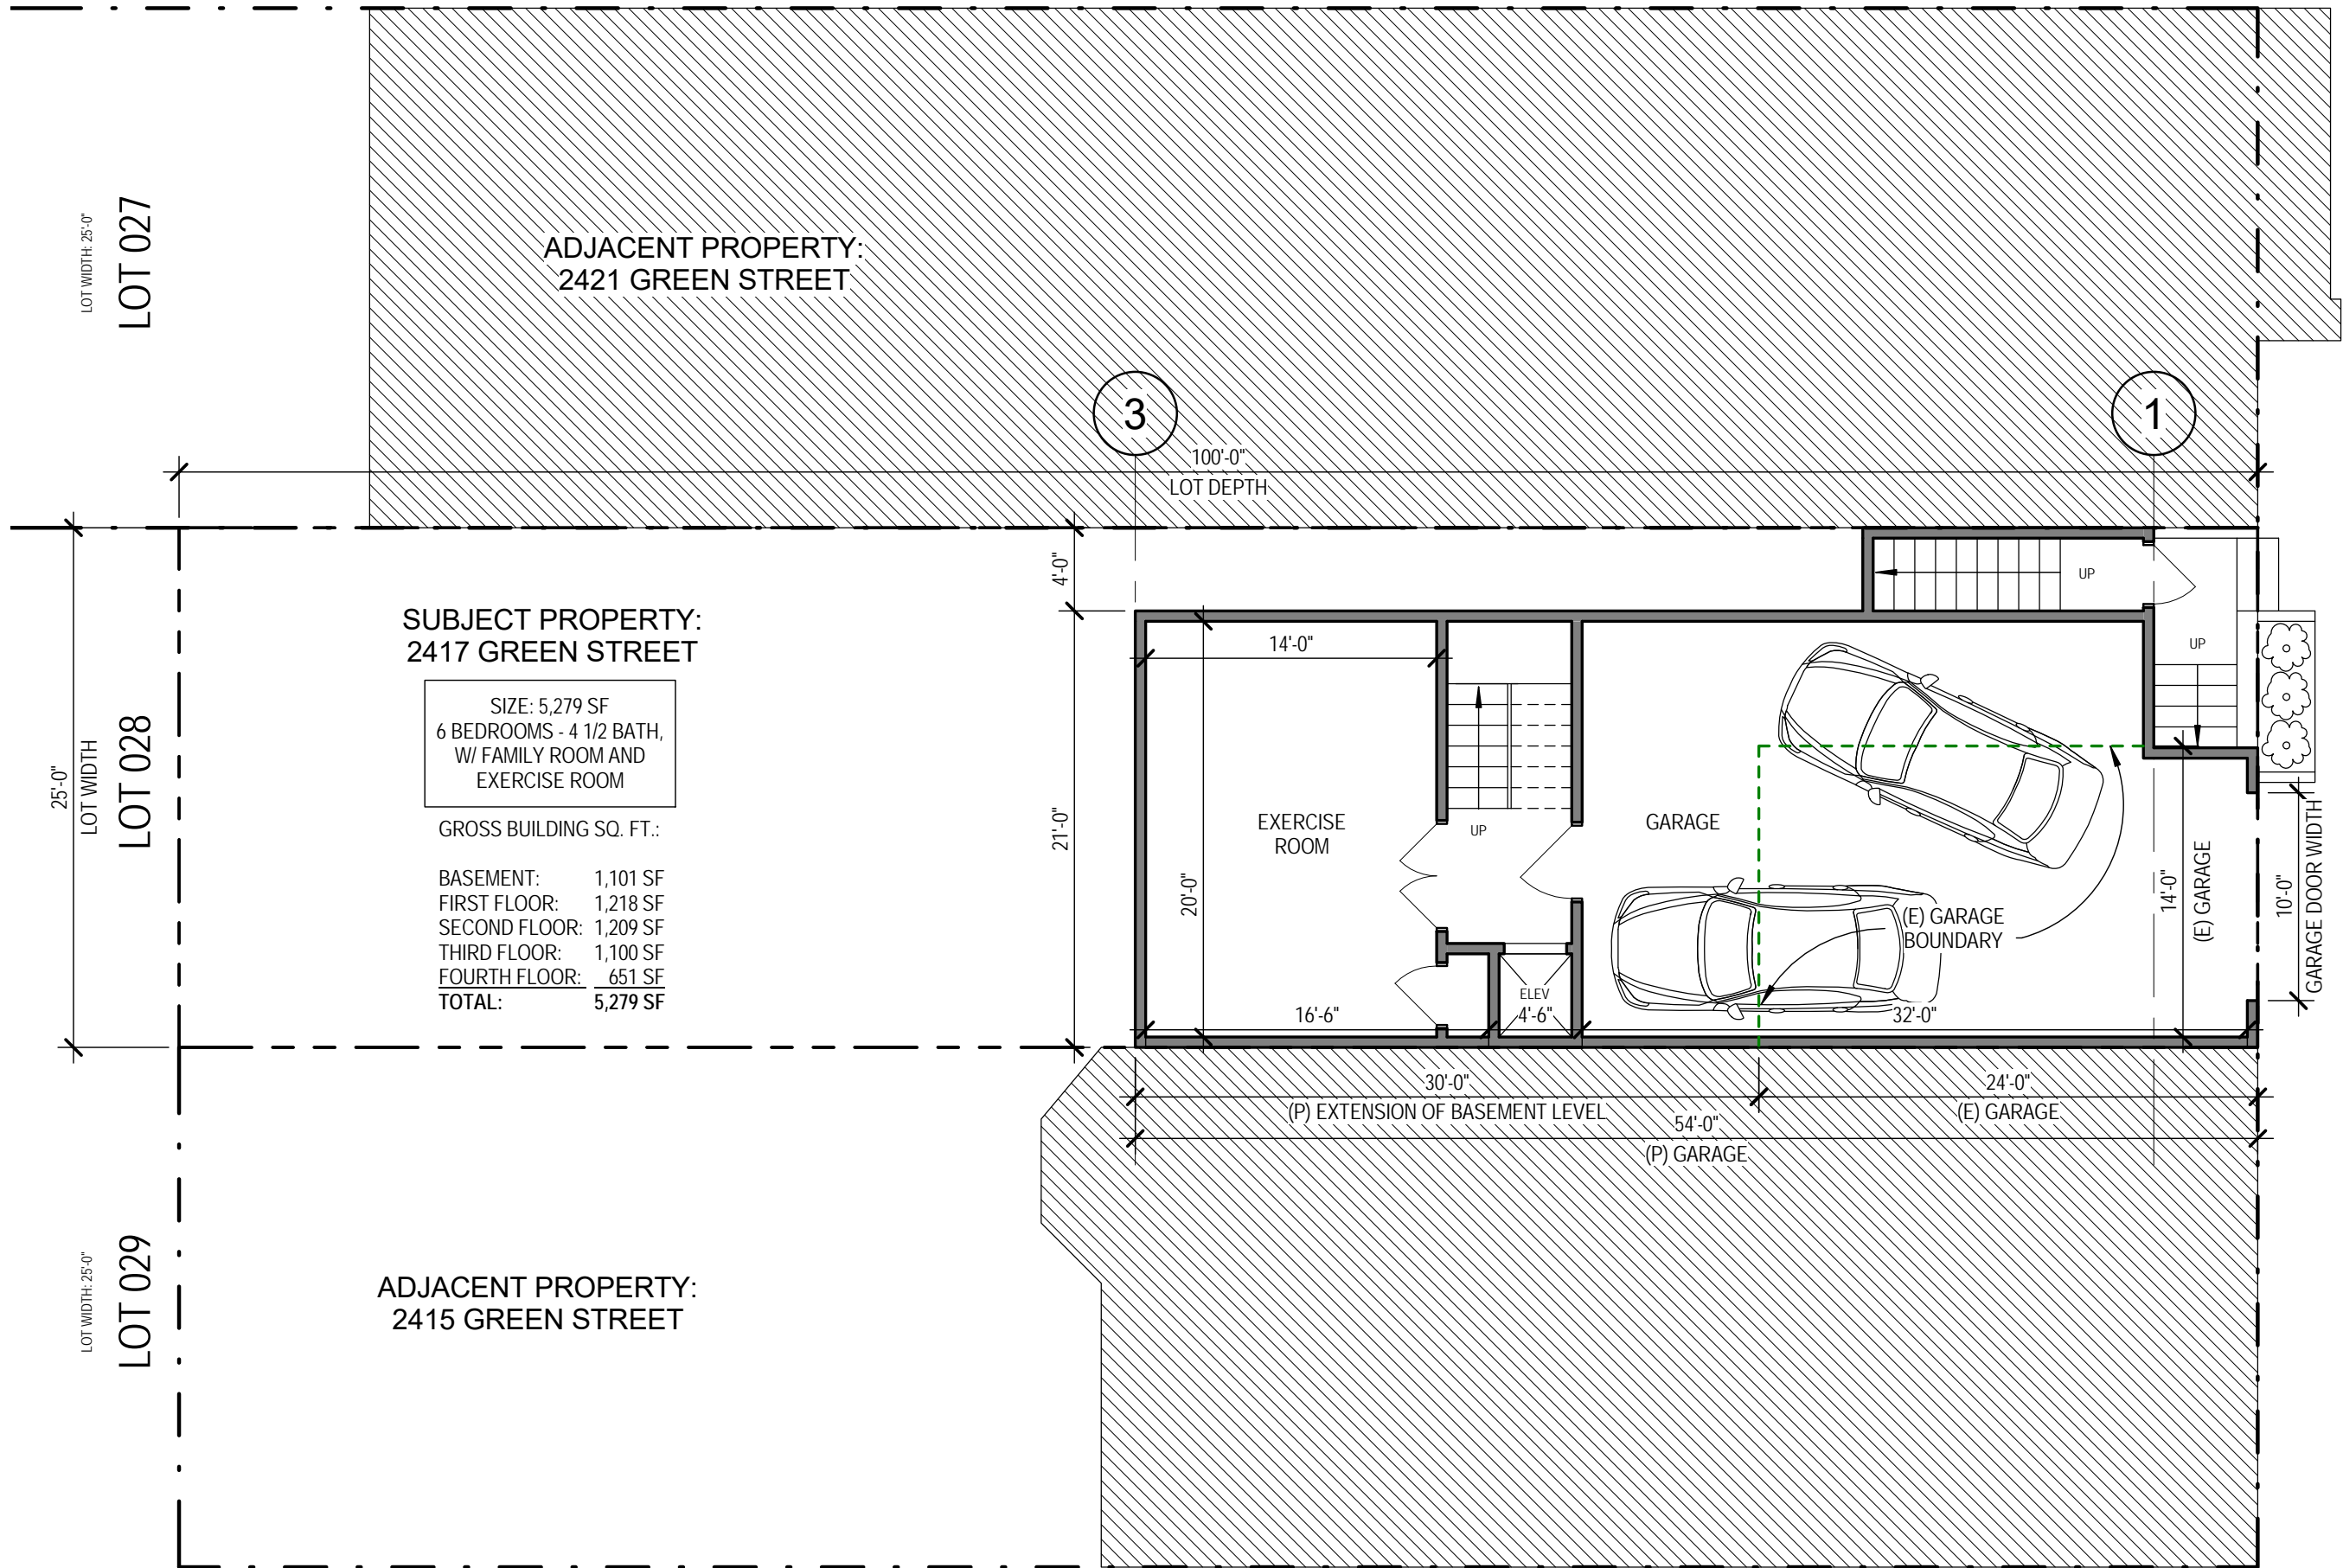 LOT WIDTH: 25'-0"
LOT 027
ADJACENT PROPERTY:
2421 GREEN STREET
3
1
100'-0"
LOT DEPTH
25'-0"
LOT WIDTH
LOT 028
SUBJECT PROPERTY:
2417 GREEN STREET
SIZE: 5,279 SF
6 BEDROOMS - 4 1/2 BATH,
W/ FAMILY ROOM AND
EXERCISE ROOM
GROSS BUILDING SQ. FT.:
BASEMENT: 1,101 SF
FIRST FLOOR: 1,218 SF
SECOND FLOOR: 1,209 SF
THIRD FLOOR: 1,100 SF
FOURTH FLOOR: 651 SF
TOTAL: 5,279 SF
4'-0"
21'-0"
14'-0"
20'-0"
EXERCISE
ROOM
16'-6"
UP
ELEV
4'-6"
GARAGE
(E) GARAGE
BOUNDARY
32'-0"
UP
UP
14'-0"
(E) GARAGE
10'-0"
GARAGE DOOR WIDTH
30'-0"
(P) EXTENSION OF BASEMENT LEVEL
24'-0"
(E) GARAGE
54'-0"
(P) GARAGE
LOT WIDTH: 25'-0"
LOT 029
ADJACENT PROPERTY:
2415 GREEN STREET